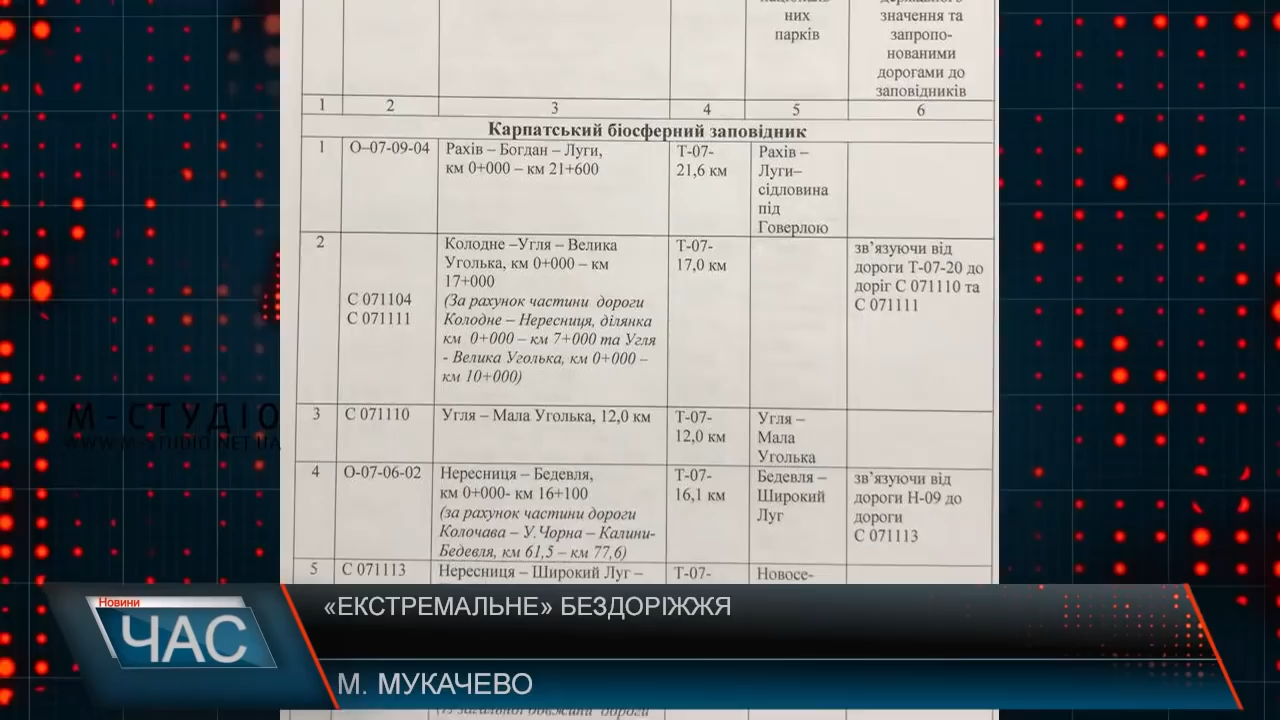 них
парків
значення та
запропо-
нованими
дорогами до
заповідників
1 2 3 4 5 6
Карпатський біосферний заповідник
1 О–07-09-04 Рахів – Богдан – Луги, Т-07- Рахів –
км 0+000 – км 21+600 21,6 км Луги–
сідловина
під
Говерлою
2 Колодне –Угля – Велика Т-07- зв’язуючи від
Уголька, км 0+000 – км 17,0 км дороги Т-07-20 до
17+000 доріг С 071110 та
С 071104 (За рахунок частини дороги С 071111
С 071111 Колодне – Нересниця, ділянка
км 0+000 – км 7+000 та Угля
- Велика Уголька, км 0+000 –
км 10+000)
3 С 071110 Угля – Мала Уголька, 12,0 км Т-07- Угля –
12,0 км Мала
Уголька
4 О-07-06-02 Нересниця – Бедевля, Т-07- Бедевля – зв’язуючи від
км 0+000- км 16+100 16,1 км Широкий дороги Н-09 до
(за рахунок частини дороги Луг дороги
Колочава – У.Чорна – Калини- С 071113
Бедевля, км 61,5 – км 77,6)
5 С 071113 Нересниця – Широкий Луг – Т-07- Новосе-
М-СТУДІО
WWW.M-STUDIO.NET.UA
Новини
ЧАС
«ЕКСТРЕМАЛЬНЕ» БЕЗДОРІЖЖЯ
М. МУКАЧЕВО